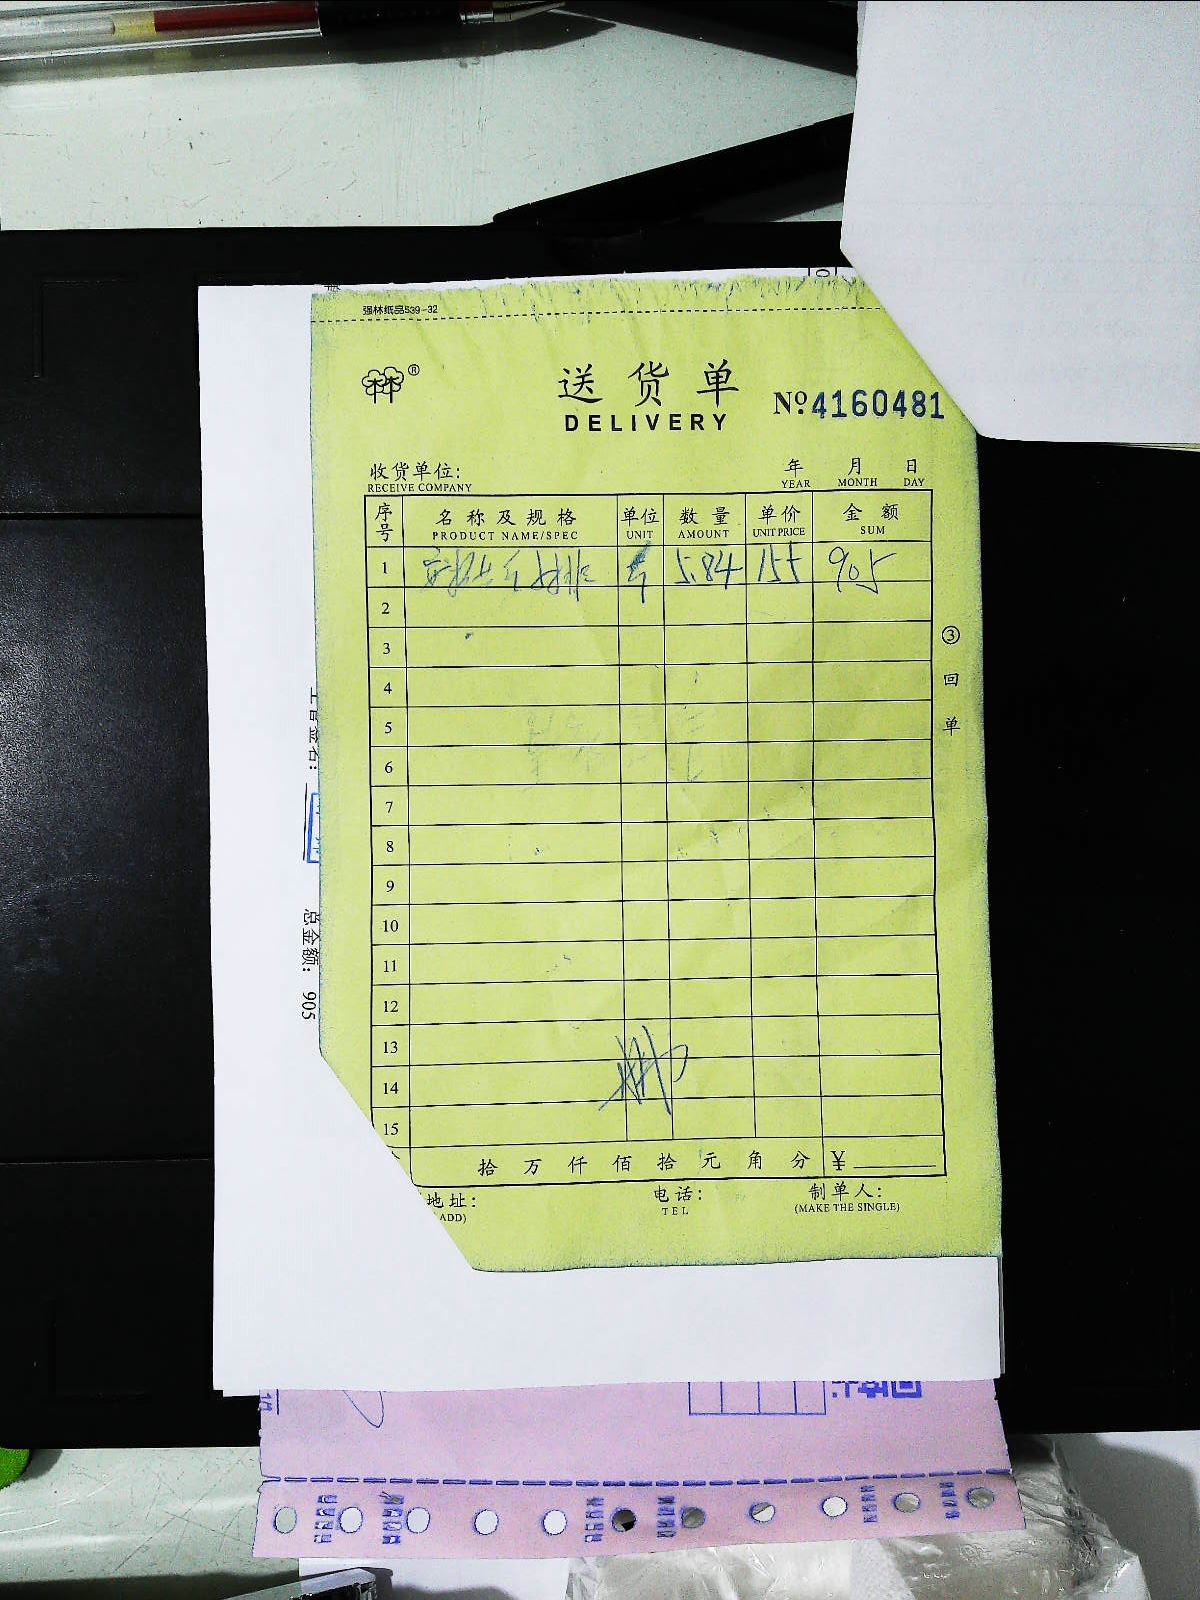 强林纸品539-32
®
送货单
DELIVERY
Nº:4160481
收货单位:
RECEIVE COMPANY
年 月 日
YEAR MONTH DAY
序号 名称及规格 单位 数量 单价 金额
PRODUCT NAME/SPEC UNIT AMOUNT UNIT PRICE SUM
1 5.84 155 905
2
3
4
5
6
7
8
9
10
11
12
13
14
15
③回单
拾 万 仟 佰 拾 元 角 分 ¥
地址: 电话: 制单人:
ADD) TEL (MAKE THE SINGLE)
签名:
总金额: 905